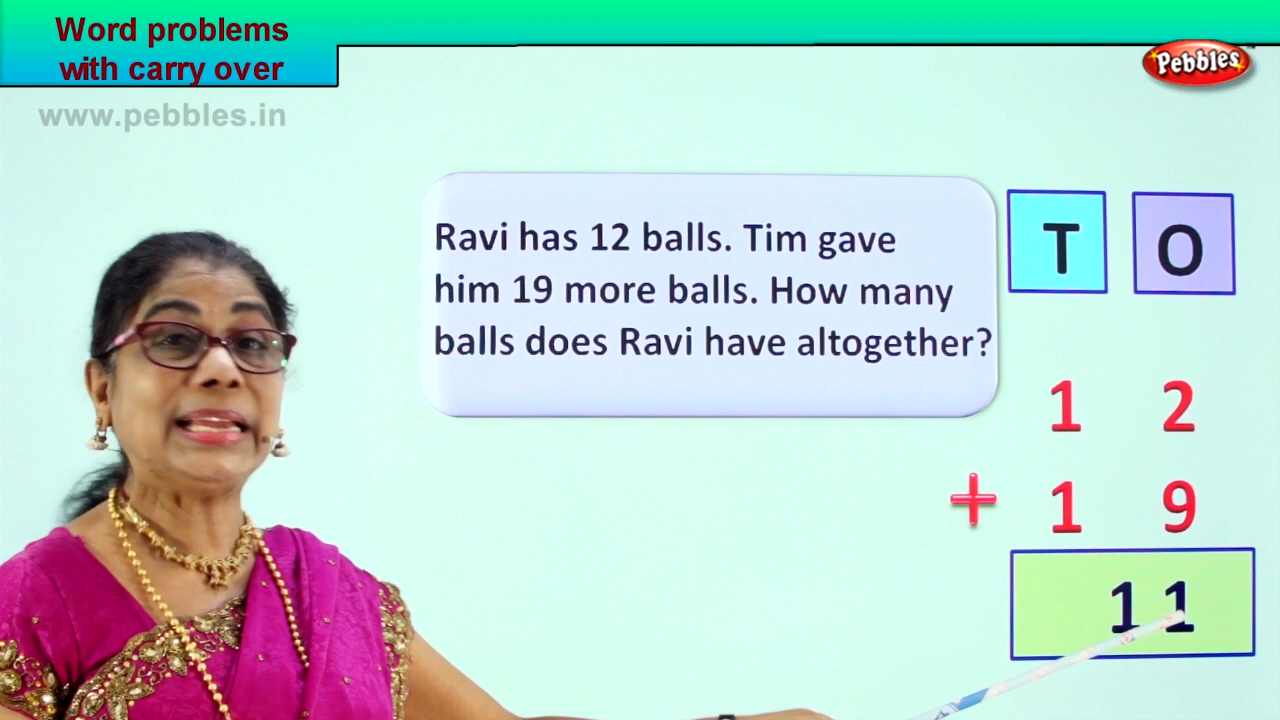 Word problems
with carry over
www.pebbles.in
Pebbles
Ravi has 12 balls. Tim gave
him 19 more balls. How many
balls does Ravi have altogether?
T O
1 2
+ 1 9
11